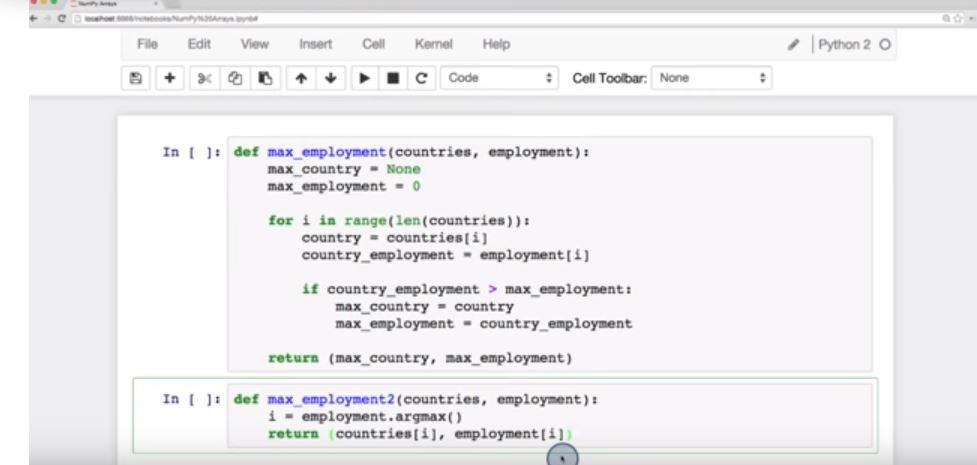 NumPy Arrays
localhost:8888/notebooks/NumPy%20Arrays.ipynb#
File Edit View Insert Cell Kernel Help Python 2
Code Cell Toolbar: None
In [ ]: def max_employment(countries, employment):
max_country = None
max_employment = 0
for i in range(len(countries)):
country = countries[i]
country_employment = employment[i]
if country_employment > max_employment:
max_country = country
max_employment = country_employment
return (max_country, max_employment)
In [ ]: def max_employment2(countries, employment):
i = employment.argmax()
return (countries[i], employment[i])